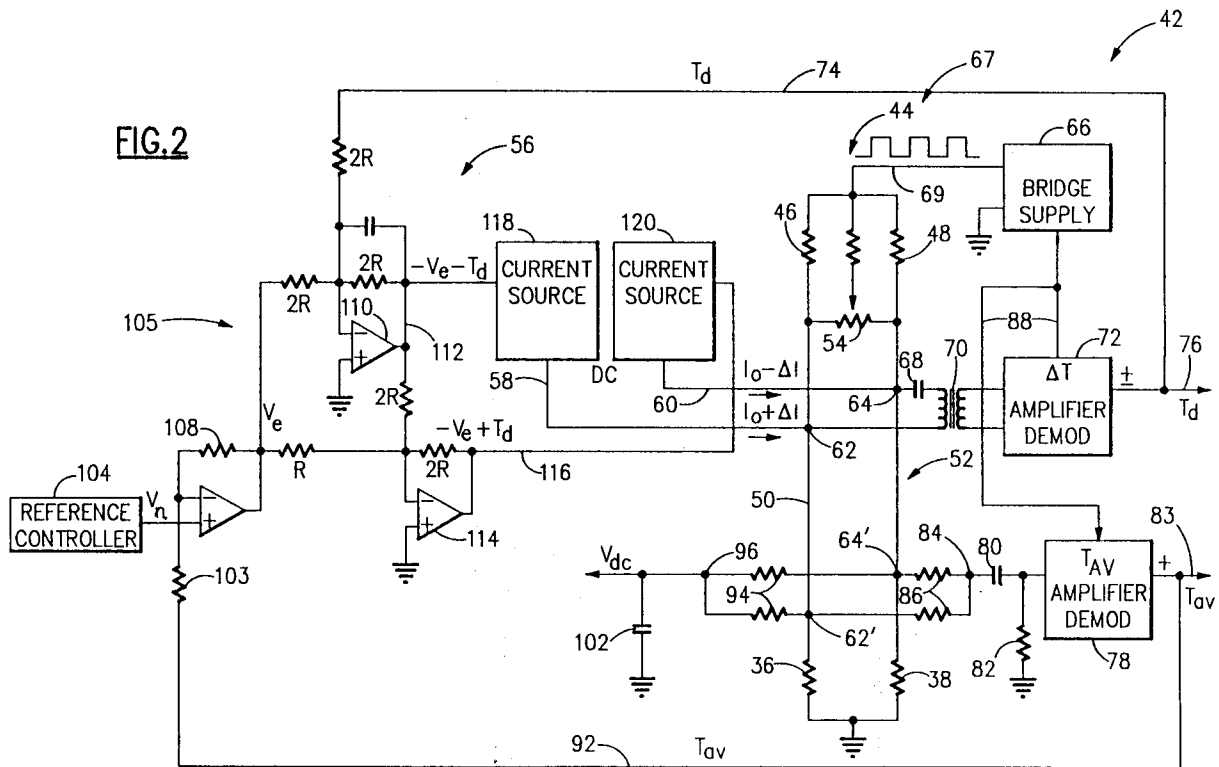 42
T_d
74
67
FIG.2
44
66
56
2R
69
BRIDGE
SUPPLY
46
48
118
120
2R
-V_e-T_d
CURRENT
SOURCE
CURRENT
SOURCE
2R
110
105
112
54
88
72
58
DC
68
70
ΔT
±
76
I_o-ΔI
AMPLIFIER
DEMOD
T_d
60
64
2R
V_e
I_o+ΔI
108
-V_e+T_d
62
R
2R
116
52
104
V_n
50
REFERENCE
CONTROLLER
114
64'
84
80
83
V_dc
96
T_AV
+
103
94
86
AMPLIFIER
DEMOD
T_av
62'
102
36
38
82
78
92
T_av